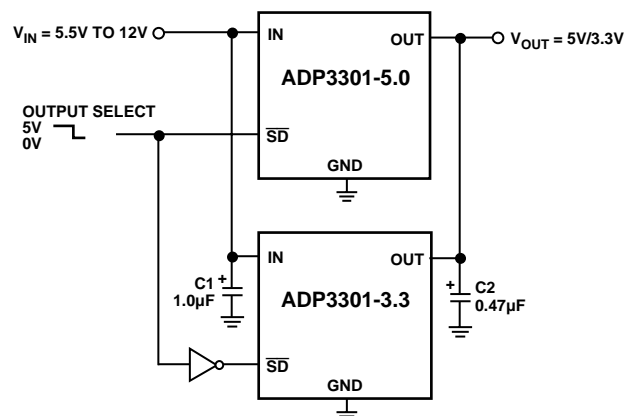 V_IN = 5.5V TO 12V
IN
OUT
V_OUT = 5V/3.3V
ADP3301-5.0
OUTPUT SELECT
5V
0V
SD
GND
IN
OUT
C1
+
1.0µF
ADP3301-3.3
+
C2
0.47µF
SD
GND